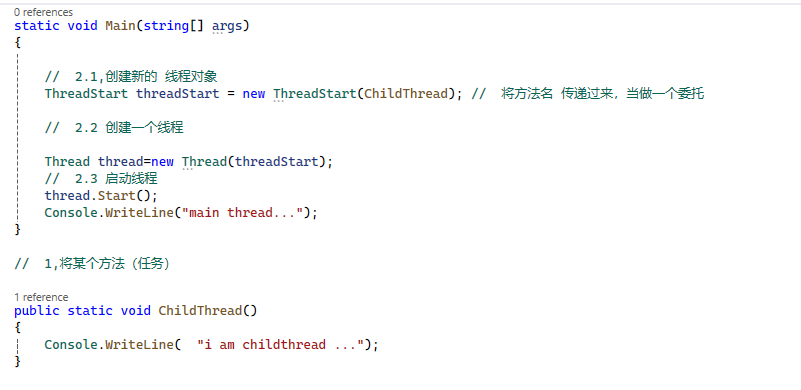 0 references
static void Main(string[] args)
{
// 2.1,创建新的 线程对象
ThreadStart threadStart = new ThreadStart(ChildThread); // 将方法名 传递过来，当做一个委托
// 2.2 创建一个线程
Thread thread=new Thread(threadStart);
// 2.3 启动线程
thread.Start();
Console.WriteLine("main thread...");
}
// 1,将某个方法（任务）
1 reference
public static void ChildThread()
{
Console.WriteLine( "i am childthread ...");
}